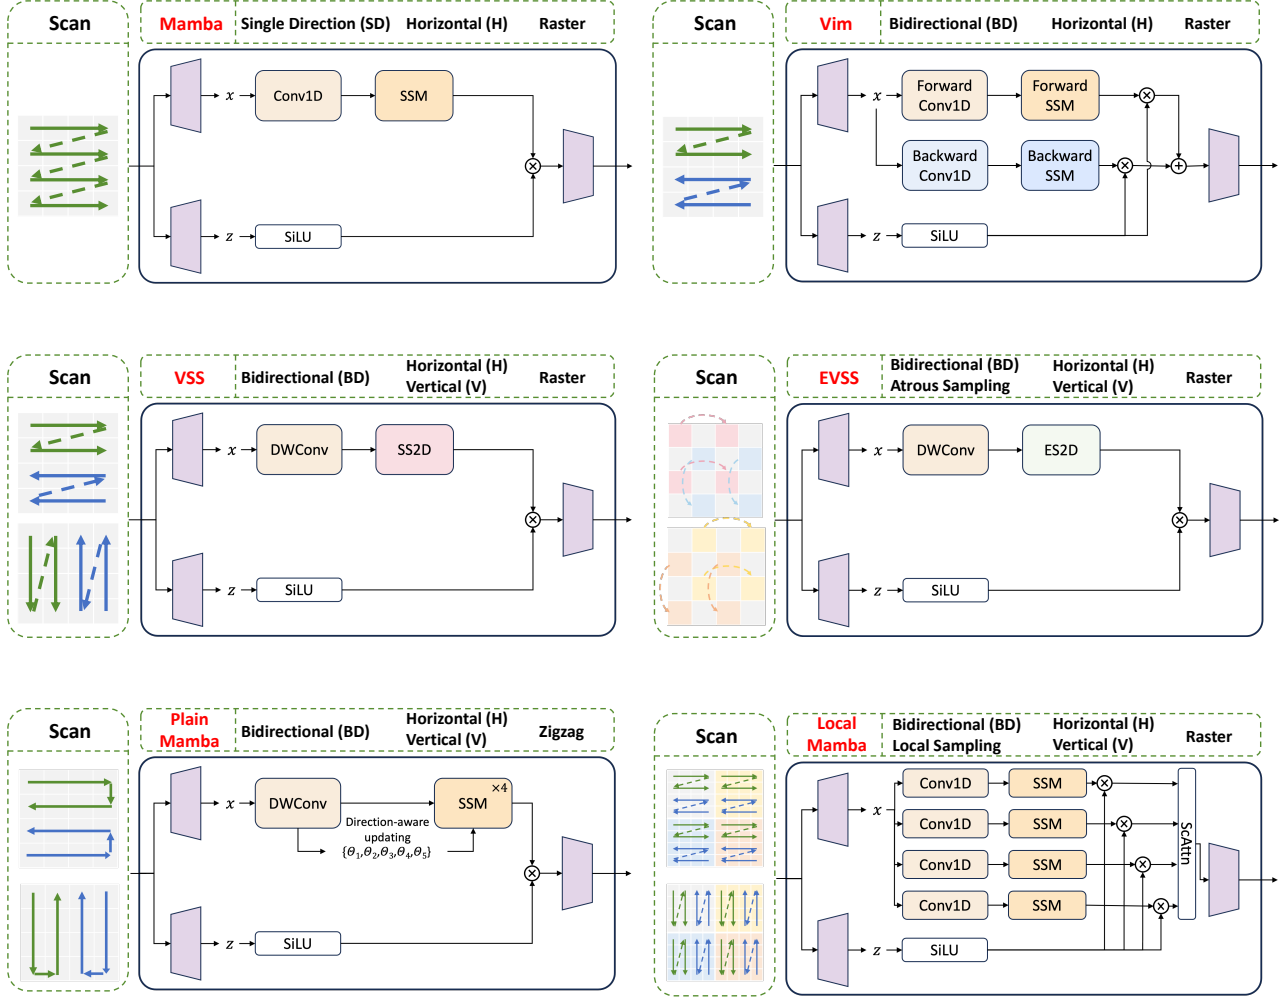 Scan
Mamba
Single Direction (SD)
Horizontal (H)
Raster
x
Conv1D
SSM
z
SiLU
Scan
Vim
Bidirectional (BD)
Horizontal (H)
Raster
x
Forward
Conv1D
Forward
SSM
Backward
Conv1D
Backward
SSM
z
SiLU
Scan
VSS
Bidirectional (BD)
Horizontal (H)
Vertical (V)
Raster
x
DWConv
SS2D
z
SiLU
Scan
EVSS
Bidirectional (BD)
Atrous Sampling
Horizontal (H)
Vertical (V)
Raster
x
DWConv
ES2D
z
SiLU
Scan
Plain
Mamba
Bidirectional (BD)
Horizontal (H)
Vertical (V)
Zigzag
x
DWConv
SSM
×4
Direction-aware
updating
{θ₁,θ₂,θ₃,θ₄,θ₅}
z
SiLU
Scan
Local
Mamba
Bidirectional (BD)
Local Sampling
Horizontal (H)
Vertical (V)
Raster
x
Conv1D
SSM
Conv1D
SSM
Conv1D
SSM
Conv1D
SSM
ScAttn
z
SiLU